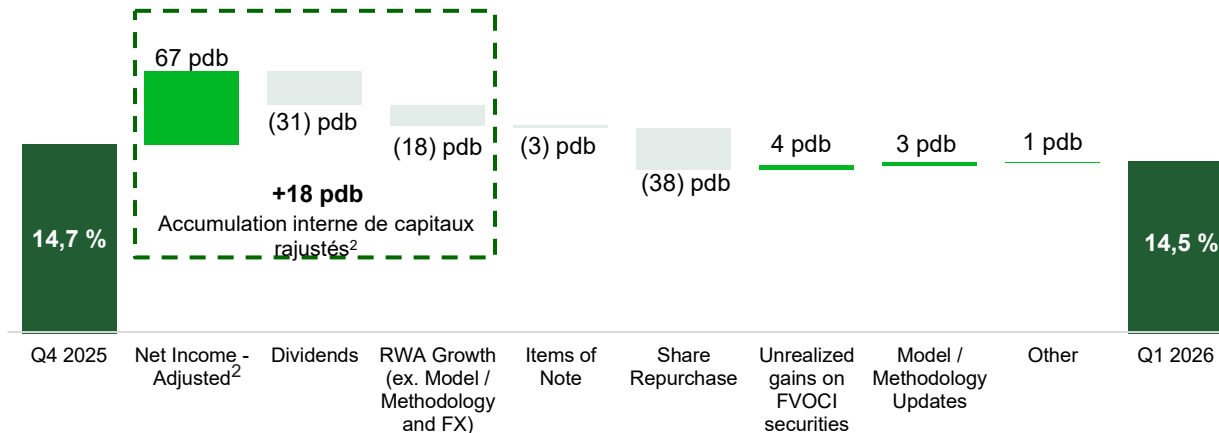 67 pdb
(31) pdb
(18) pdb
(3) pdb
(38) pdb
4 pdb
3 pdb
1 pdb
+18 pdb
Accumulation interne de capitaux
rajustés²
14,7 %
14,5 %
Q4 2025
Net Income -
Adjusted²
Dividends
RWA Growth
(ex. Model /
Methodology
and FX)
Items of
Note
Share
Repurchase
Unrealized
gains on
FVOCI
securities
Model /
Methodology
Updates
Other
Q1 2026